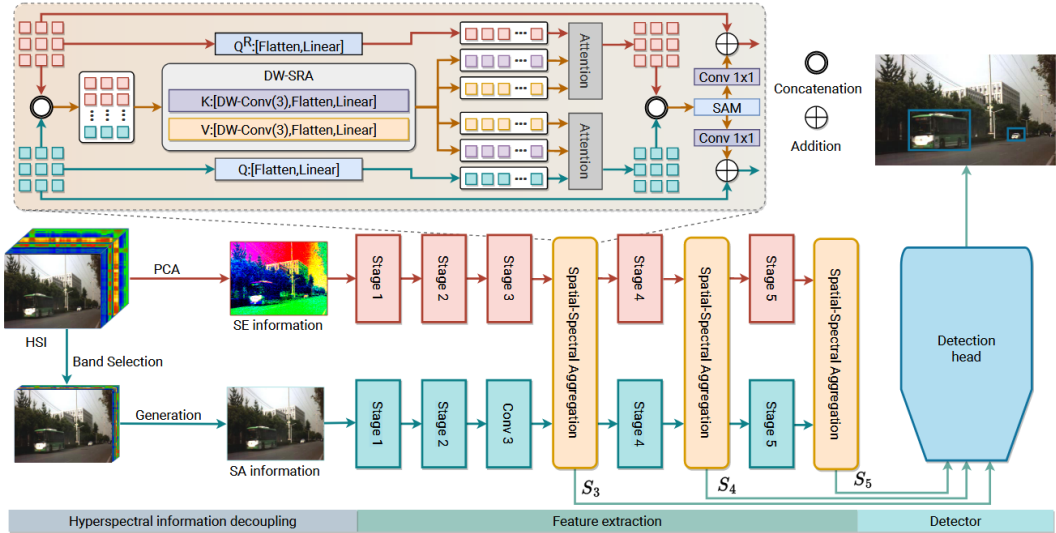 Q^R:[Flatten,Linear]
DW-SRA
K:[DW-Conv(3),Flatten,Linear]
V:[DW-Conv(3),Flatten,Linear]
Q:[Flatten,Linear]
Attention
Attention
Conv 1x1
SAM
Conv 1x1
Concatenation
Addition
HSI
PCA
SE information
Stage 1
Stage 2
Stage 3
Spatial-Spectral Aggregation
Stage 4
Spatial-Spectral Aggregation
Stage 5
Spatial-Spectral Aggregation
Detection
head
Band Selection
Generation
SA information
Stage 1
Stage 2
Conv 3
Stage 4
Stage 5
S_3
S_4
S_5
Hyperspectral information decoupling
Feature extraction
Detector